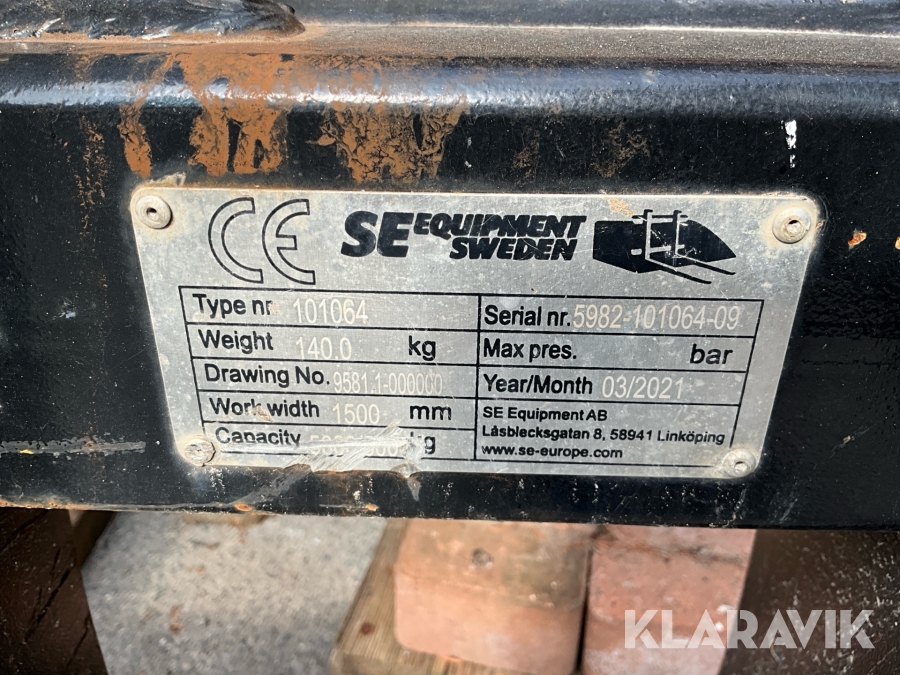 CE SE EQUIPMENT SWEDEN
Type nr 101064
Weight 140.0 kg
Drawing No. 9581.1-000000
Work width 1500 mm
Capacity kg
Serial nr. 5982-101064-09
Max pres. bar
Year/Month 03/2021
SE Equipment AB
Låsblecksgatan 8, 58941 Linköping
www.se-europe.com
KLARAVIK